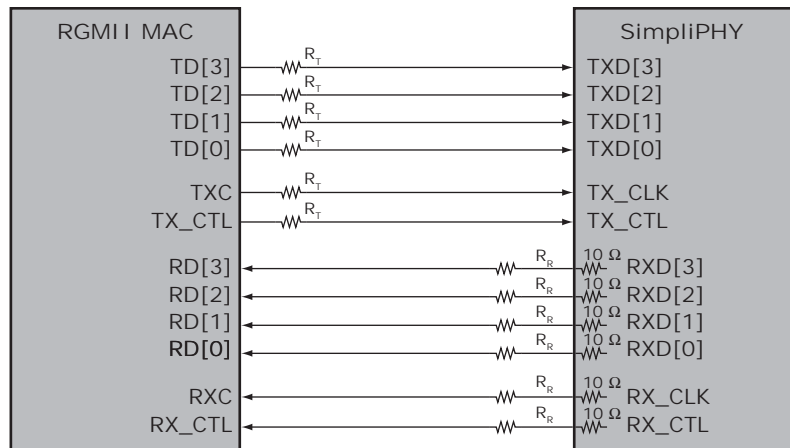 RGMII MAC
SimpliPHY
TD[3] R_T TXD[3]
TD[2] R_T TXD[2]
TD[1] R_T TXD[1]
TD[0] R_T TXD[0]
TXC R_T TX_CLK
TX_CTL R_T TX_CTL
RD[3] R_R 10 Ω RXD[3]
RD[2] R_R 10 Ω RXD[2]
RD[1] R_R 10 Ω RXD[1]
RD[0] R_R 10 Ω RXD[0]
RXC R_R 10 Ω RX_CLK
RX_CTL R_R 10 Ω RX_CTL